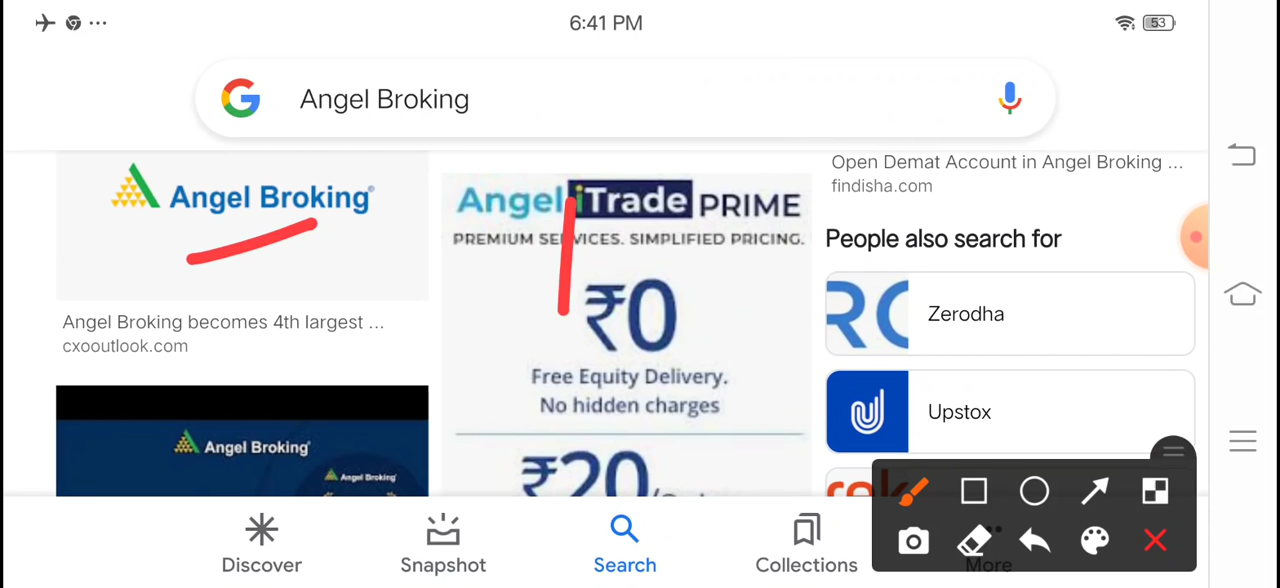 6:41 PM
53
Angel Broking
Angel Broking
Angel Broking becomes 4th largest ...
cxooutlook.com
Angel Broking
Angel Broking
Angel iTrade PRIME
PREMIUM SERVICES. SIMPLIFIED PRICING.
₹0
Free Equity Delivery.
No hidden charges
₹20
Open Demat Account in Angel Broking ...
findisha.com
People also search for
Zerodha
Upstox
Discover
Snapshot
Search
Collections
More